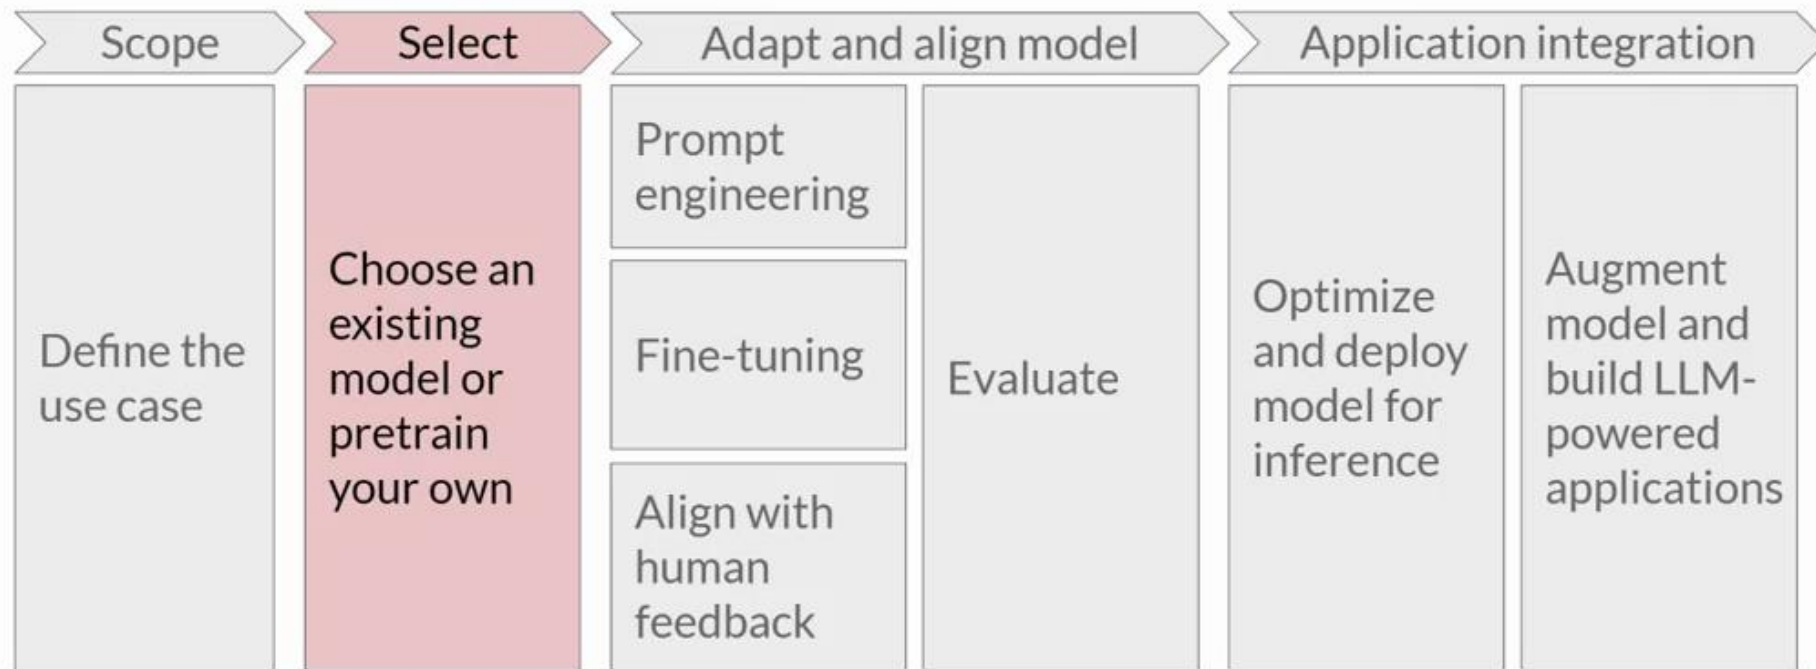 Scope
Select
Adapt and align model
Application integration
Define the
use case
Choose an
existing
model or
pretrain
your own
Prompt
engineering
Fine-tuning
Align with
human
feedback
Evaluate
Optimize
and deploy
model for
inference
Augment
model and
build LLM-
powered
applications